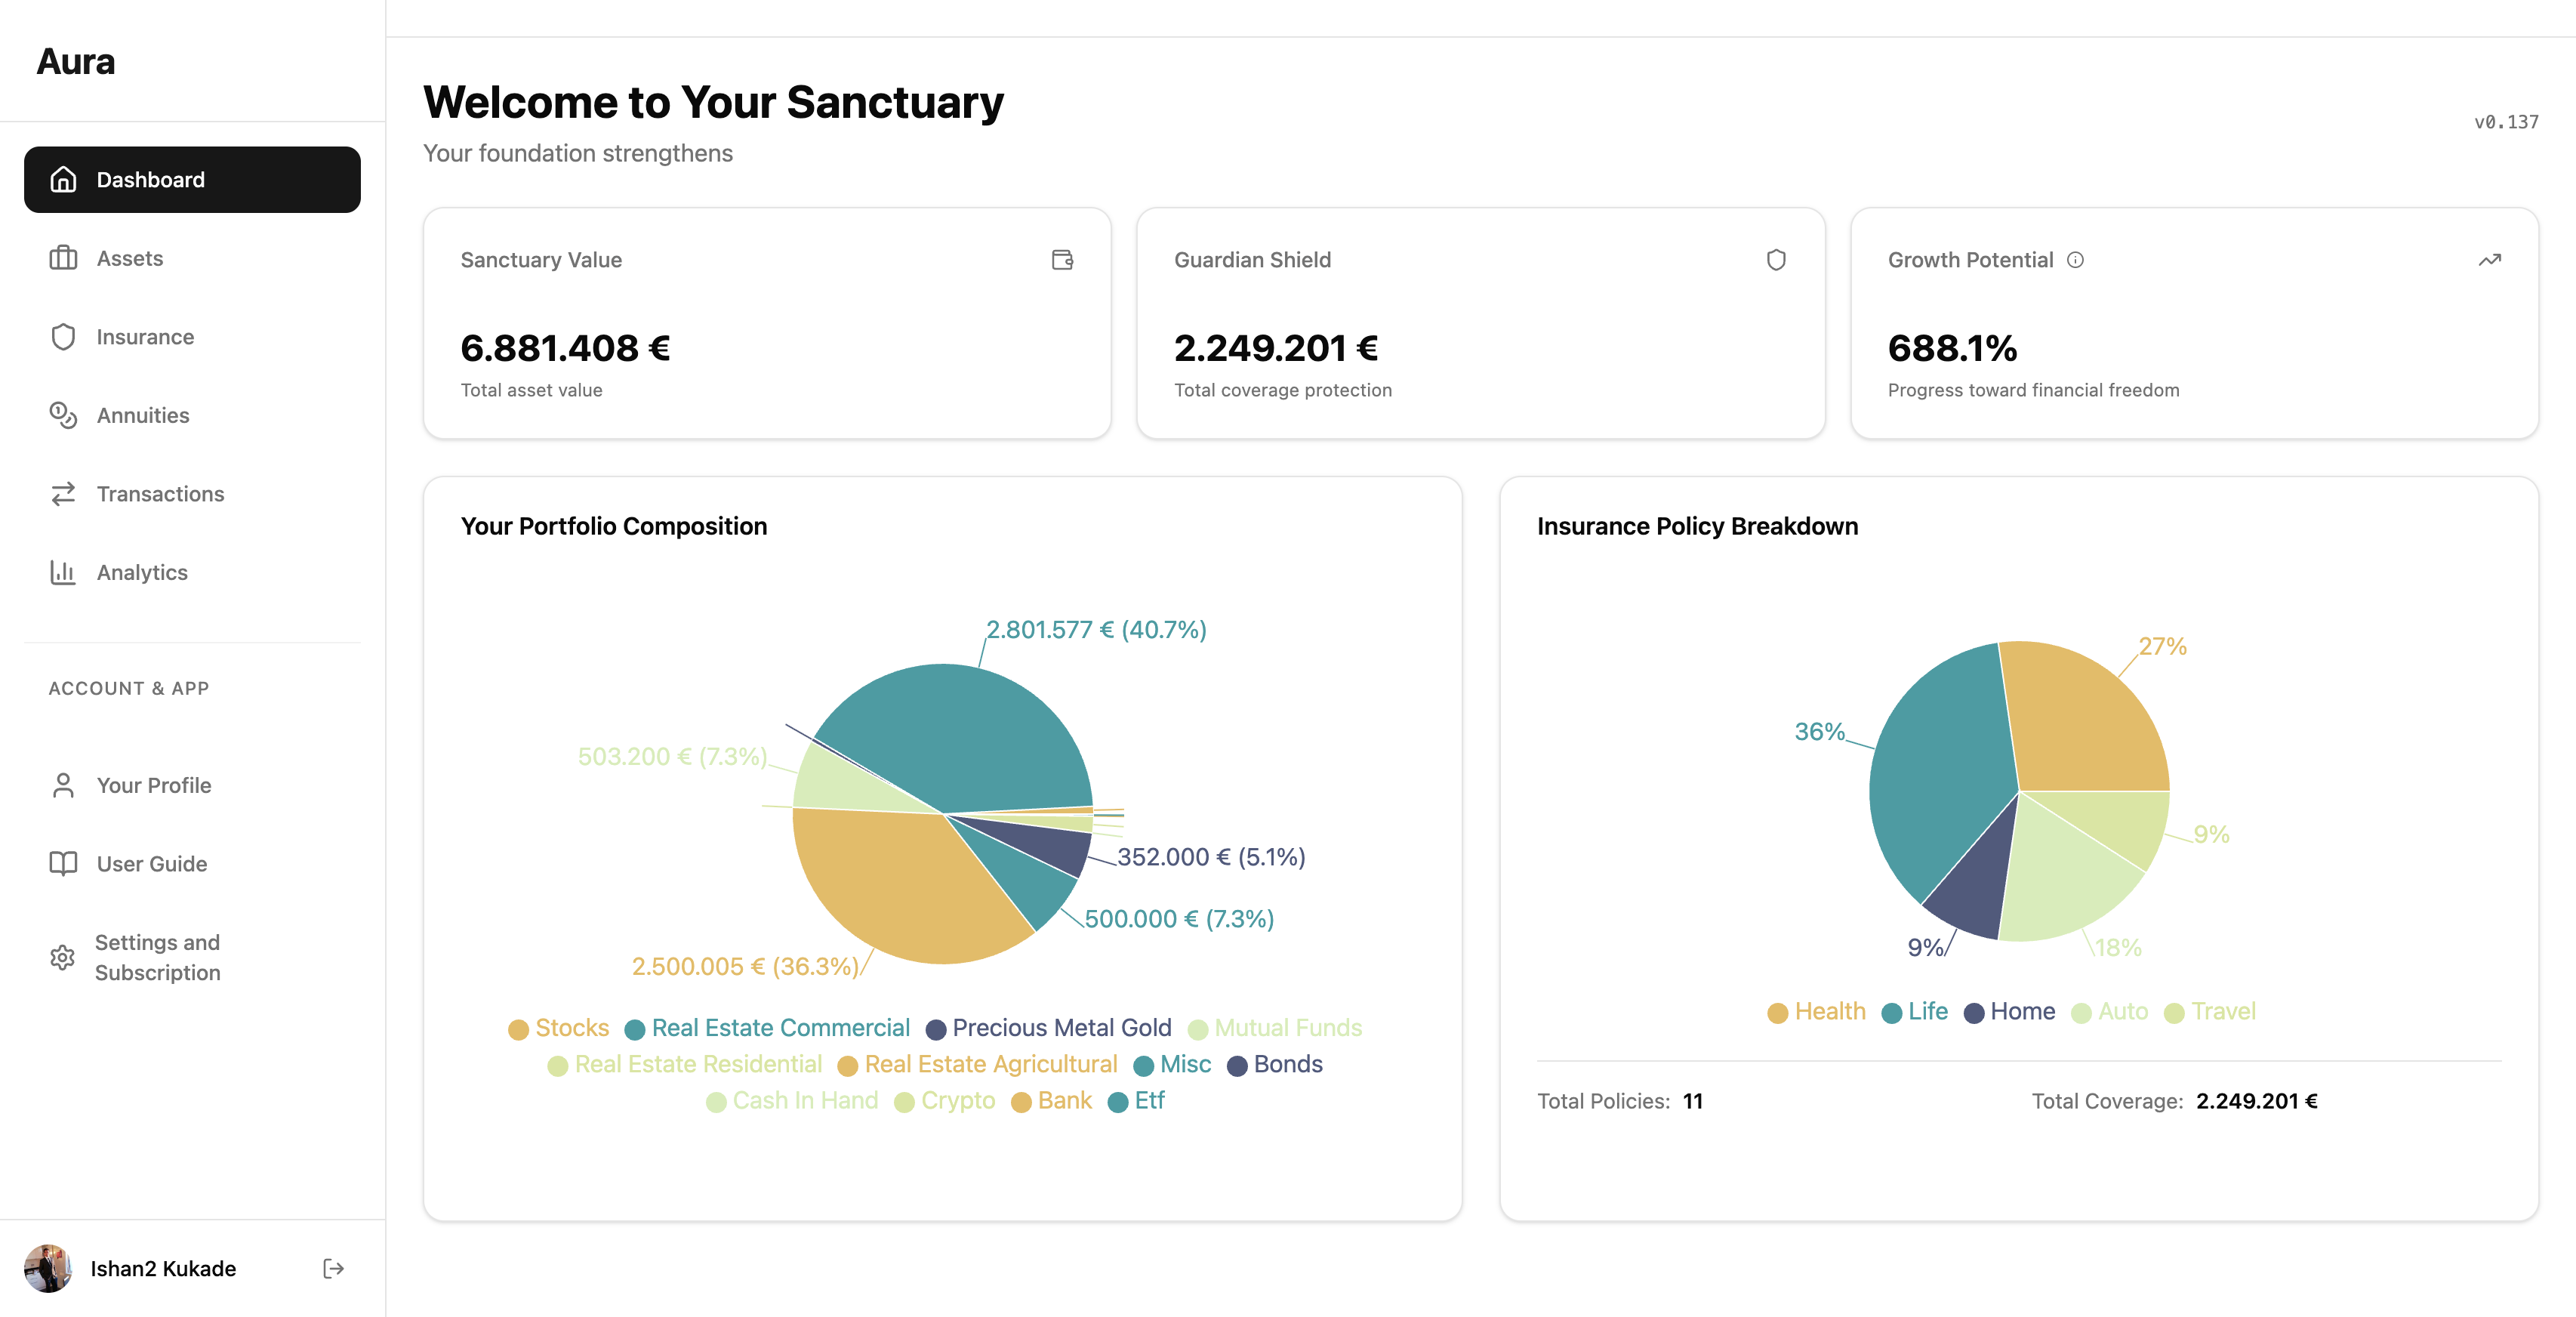 Aura
Dashboard
Assets
Insurance
Annuities
Transactions
Analytics
ACCOUNT & APP
Your Profile
User Guide
Settings and
Subscription
Ishan2 Kukade
Welcome to Your Sanctuary
Your foundation strengthens
v0.137
Sanctuary Value
6.881.408 €
Total asset value
Guardian Shield
2.249.201 €
Total coverage protection
Growth Potential
688.1%
Progress toward financial freedom
Your Portfolio Composition
2.801.577 € (40.7%)
503.200 € (7.3%)
352.000 € (5.1%)
500.000 € (7.3%)
2.500.005 € (36.3%)
Stocks Real Estate Commercial Precious Metal Gold Mutual Funds
Real Estate Residential Real Estate Agricultural Misc Bonds
Cash In Hand Crypto Bank Etf
Insurance Policy Breakdown
27%
36%
9%
9%
18%
Health Life Home Auto Travel
Total Policies: 11
Total Coverage: 2.249.201 €